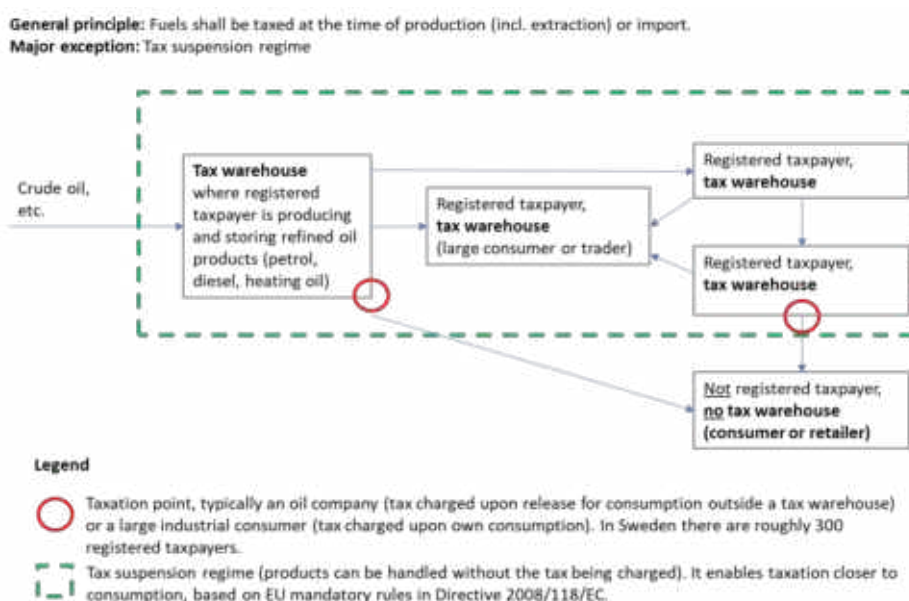 General principle: Fuels shall be taxed at the time of production (incl. extraction) or import.
Major exception: Tax suspension regime
Crude oil,
etc.
Tax warehouse
where registered
taxpayer is producing
and storing refined oil
products (petrol,
diesel, heating oil)
Registered taxpayer,
tax warehouse
(large consumer or trader)
Registered taxpayer,
tax warehouse
Registered taxpayer,
tax warehouse
Not registered taxpayer,
no tax warehouse
(consumer or retailer)
Legend
Taxation point, typically an oil company (tax charged upon release for consumption outside a tax warehouse)
or a large industrial consumer (tax charged upon own consumption). In Sweden there are roughly 300
registered taxpayers.
Tax suspension regime (products can be handled without the tax being charged). It enables taxation closer to
consumption, based on EU mandatory rules in Directive 2008/118/EC.